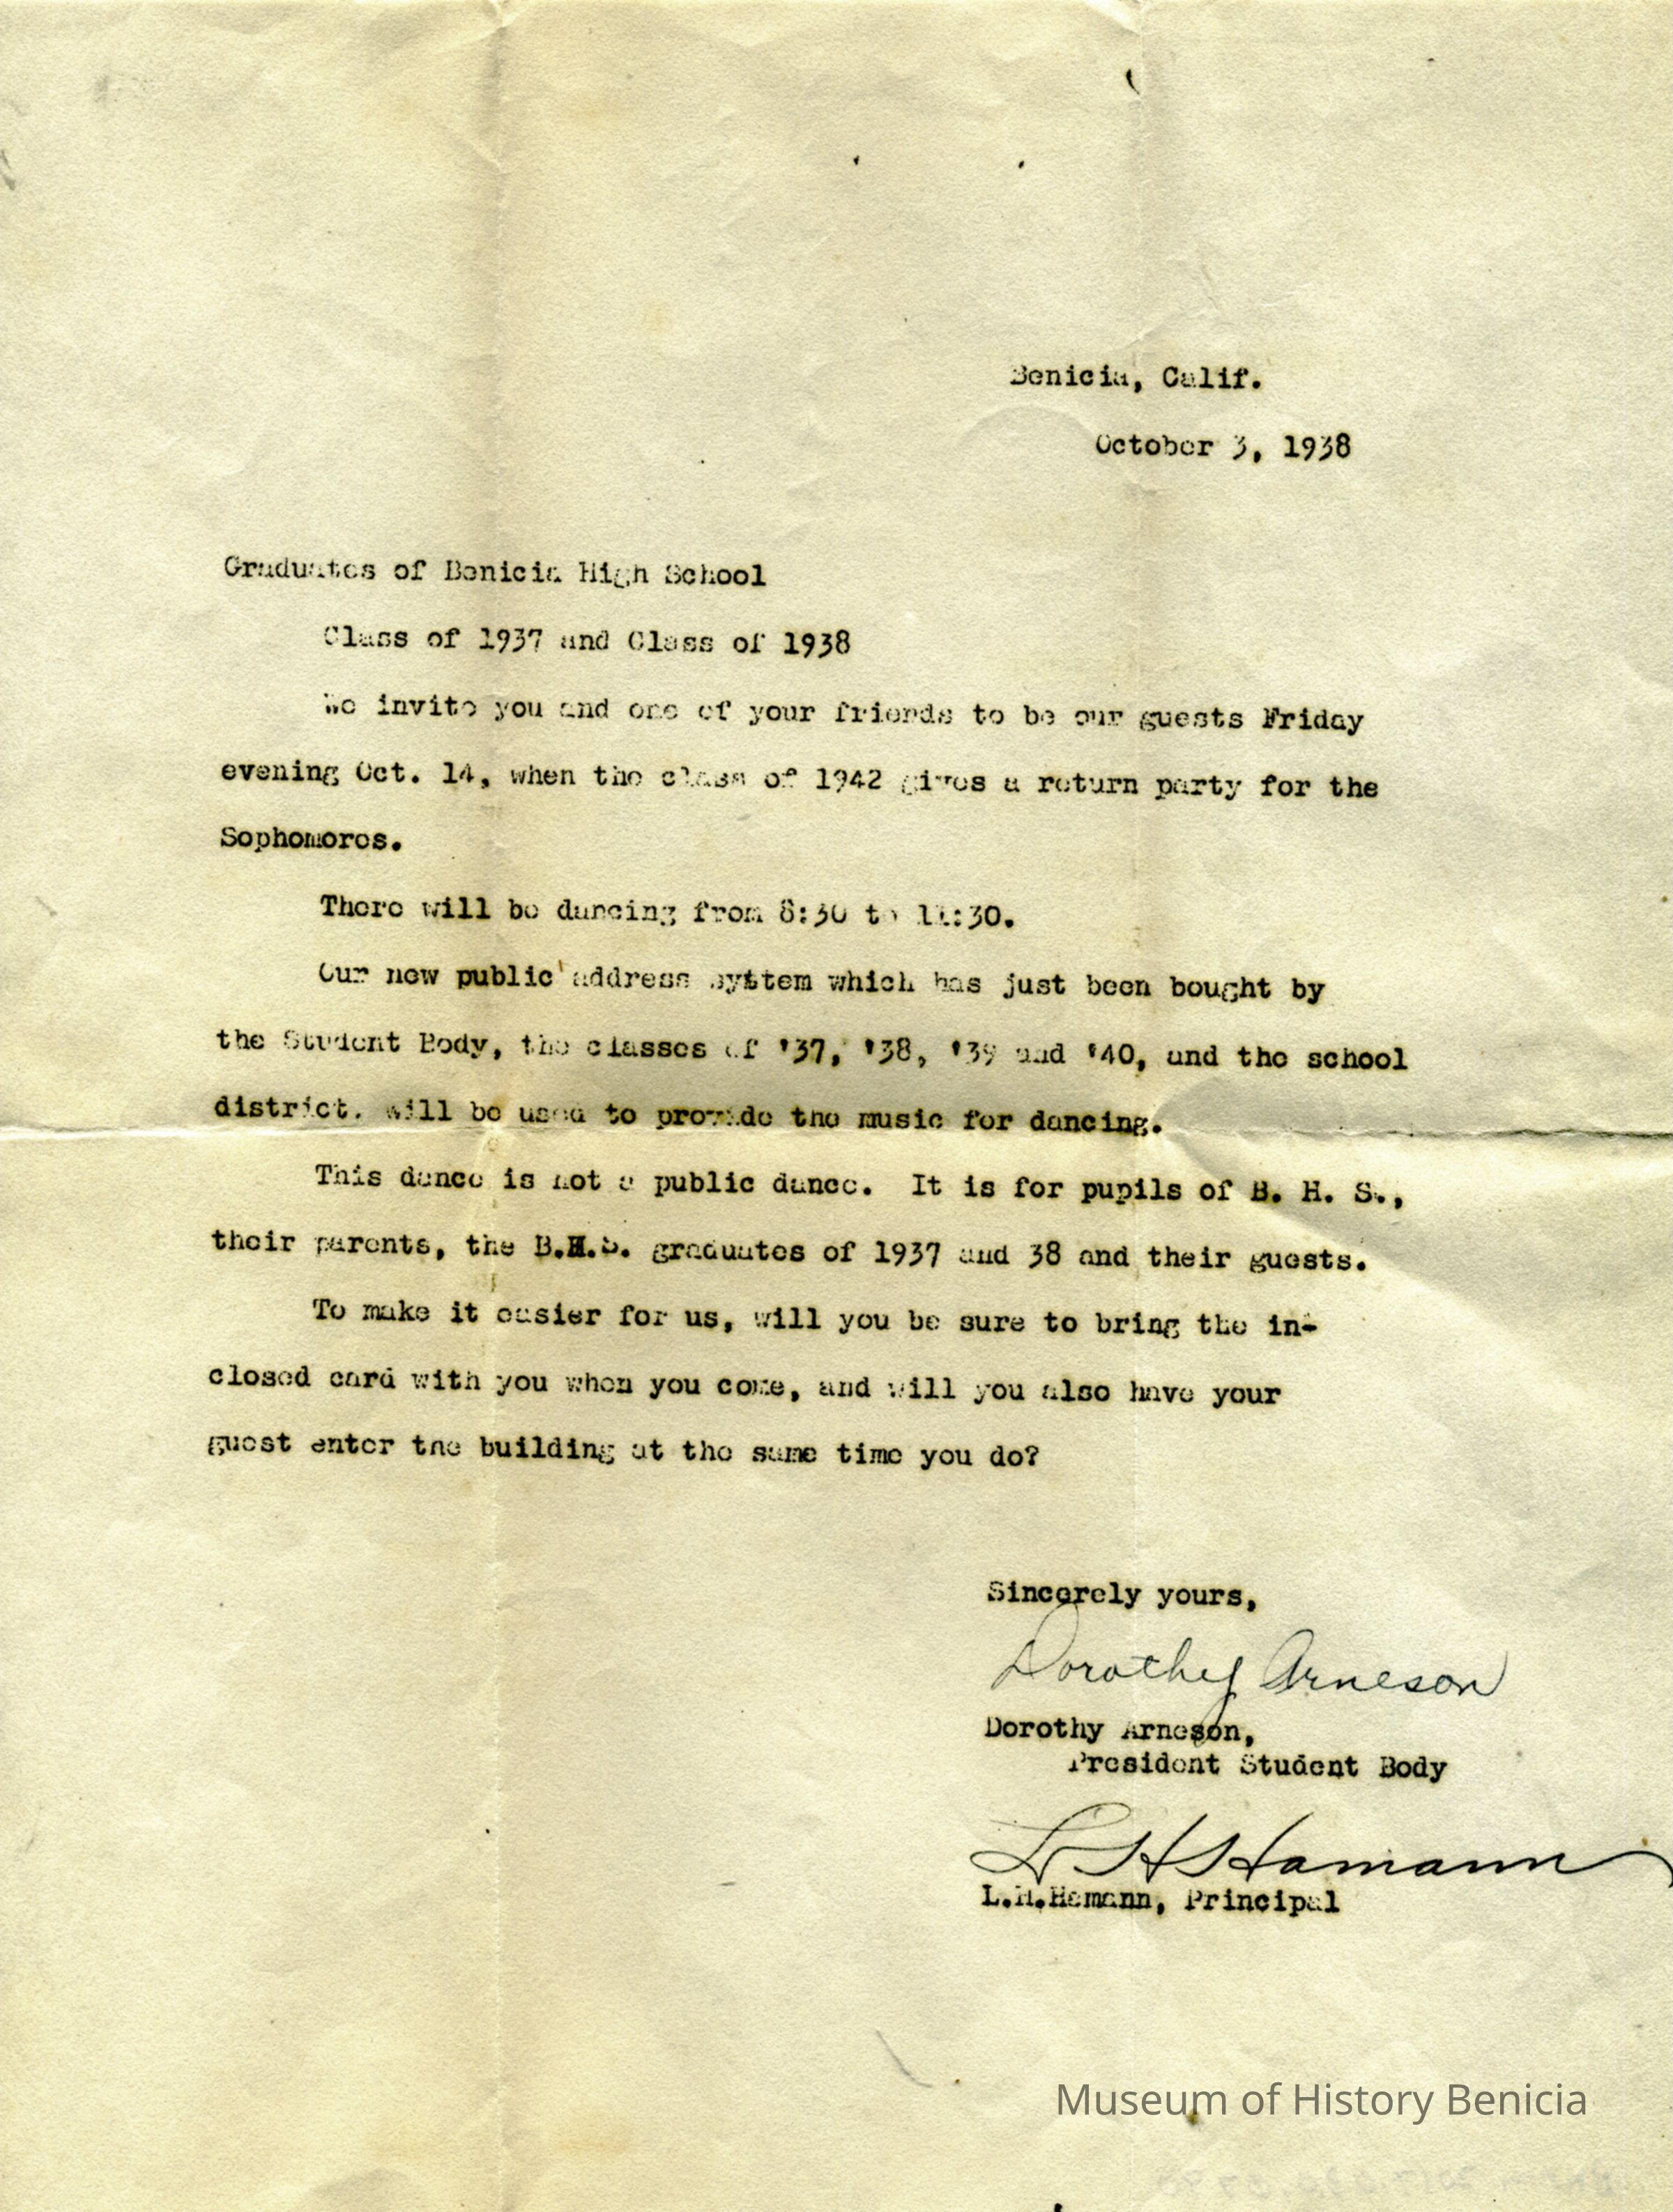 Benicia, Calif.
October 3, 1938
Graduates of Benicia High School
Class of 1937 and Class of 1938
We invite you and one of your friends to be our guests Friday
evening Oct. 14, when the class of 1942 gives a return party for the
Sophomores.
There will be dancing from 8:30 to 11:30.
Our new public address syttem which has just been bought by
the Student Body, the classes of '37, '38, '39 and '40, and the school
district. will be used to provide the music for dancing.
This dance is not a public dance. It is for pupils of B. H. S.,
their parents, the B.H.S. graduates of 1937 and 38 and their guests.
To make it easier for us, will you be sure to bring the in-
closed card with you when you come, and will you also have your
guest enter the building at the same time you do?
Sincerely yours,
Dorothy Arneson
Dorothy Arneson,
President Student Body
L H Hamann
L.H.Hamann, Principal
Museum of History Benicia